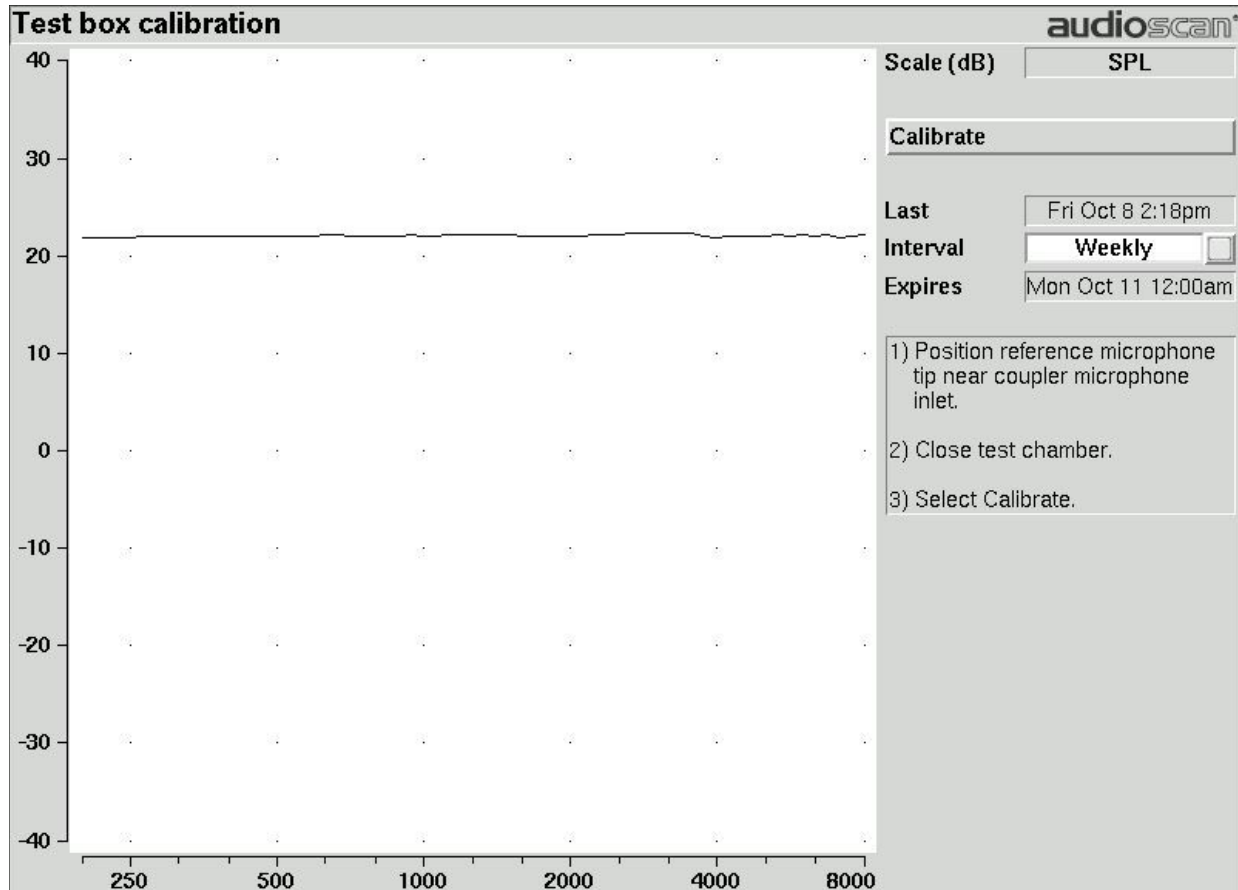 Test box calibration
audioscan
Scale (dB) SPL
Calibrate
Last Fri Oct 8 2:18pm
Interval Weekly
Expires Mon Oct 11 12:00am
1) Position reference microphone
tip near coupler microphone
inlet.
2) Close test chamber.
3) Select Calibrate.
40
30
20
10
0
-10
-20
-30
-40
250 500 1000 2000 4000 8000